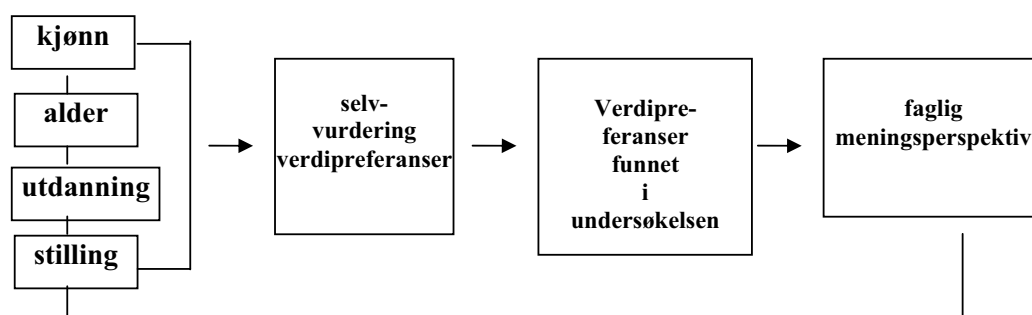 kjønn
alder
utdanning
stilling
selv-
vurdering
verdipreferanser
Verdipre-
feranser
funnet
i
undersøkelsen
faglig
meningsperspektiv